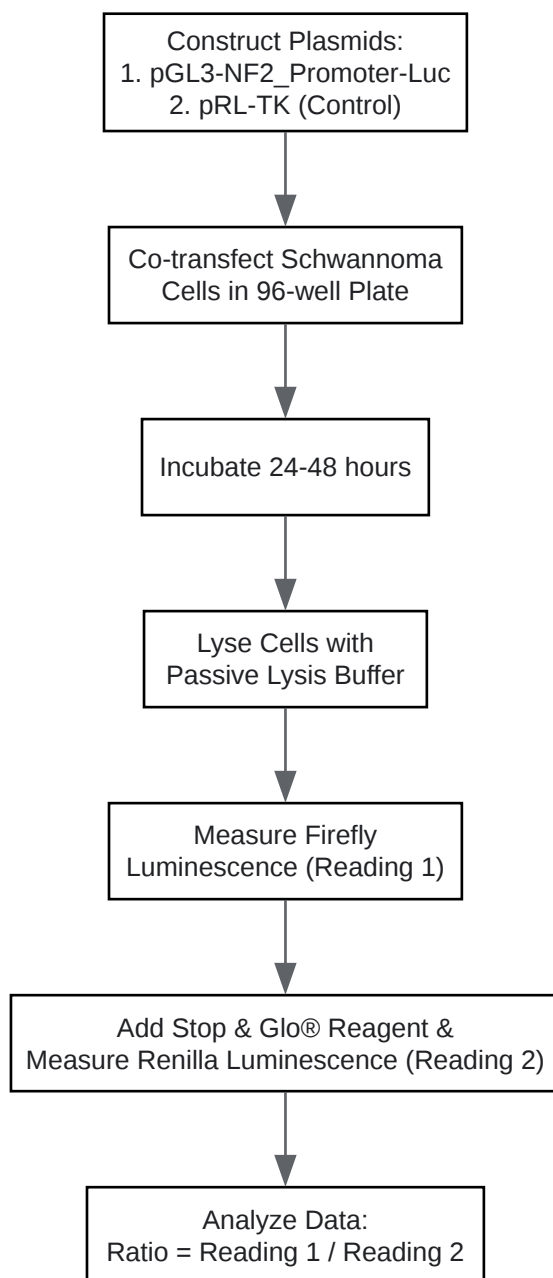 Construct Plasmids:
1. pGL3-NF2_Promoter-Luc
2. pRL-TK (Control)
Co-transfect Schwannoma
Cells in 96-well Plate
Incubate 24-48 hours
Lyse Cells with
Passive Lysis Buffer
Measure Firefly
Luminescence (Reading 1)
Add Stop & Glo® Reagent &
Measure Renilla Luminescence (Reading 2)
Analyze Data:
Ratio = Reading 1 / Reading 2